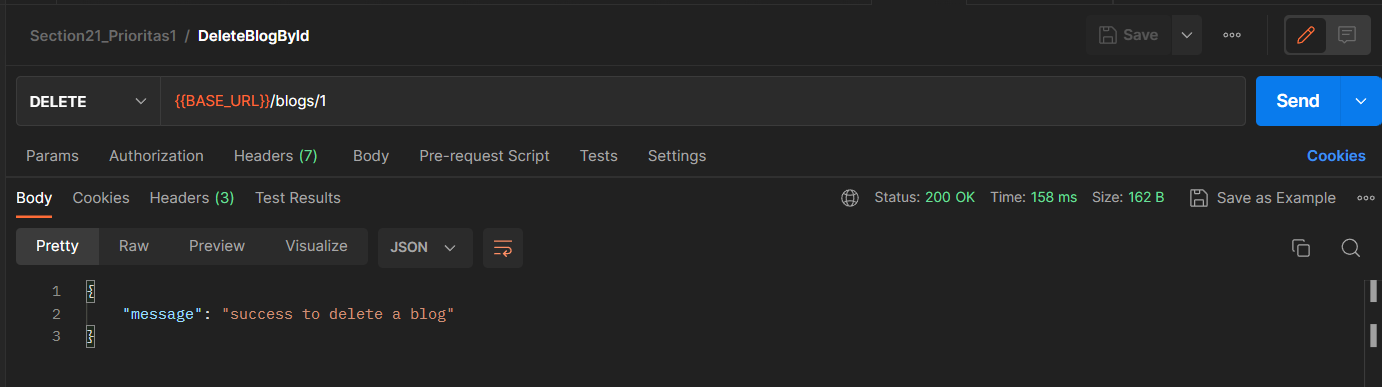 Section21_Prioritas1 / DeleteBlogById
Save
DELETE {{BASE_URL}}/blogs/1 Send
Params Authorization Headers (7) Body Pre-request Script Tests Settings Cookies
Body Cookies Headers (3) Test Results Status: 200 OK Time: 158 ms Size: 162 B Save as Example
Pretty Raw Preview Visualize JSON
1 {
2 "message": "success to delete a blog"
3 }